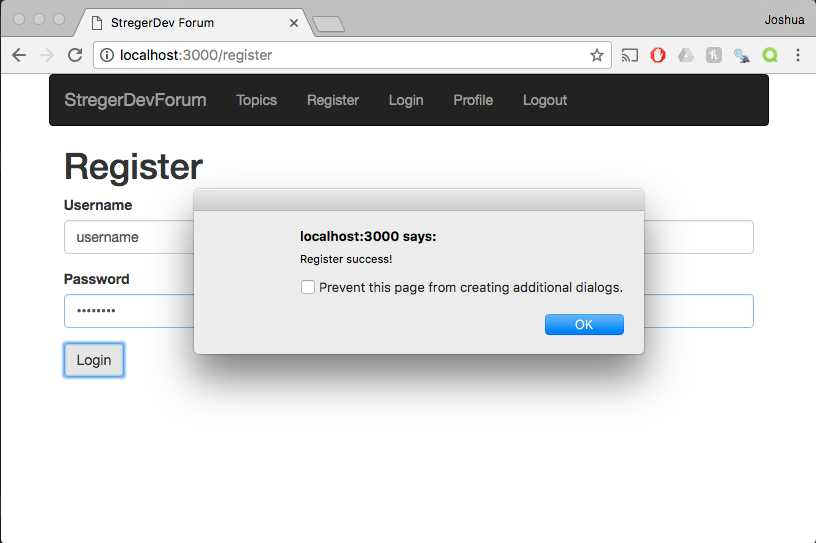 StregerDev Forum
Joshua
localhost:3000/register
StregerDevForum Topics Register Login Profile Logout
Register
Username
username
Password
••••••••
Login
localhost:3000 says:
Register success!
Prevent this page from creating additional dialogs.
OK